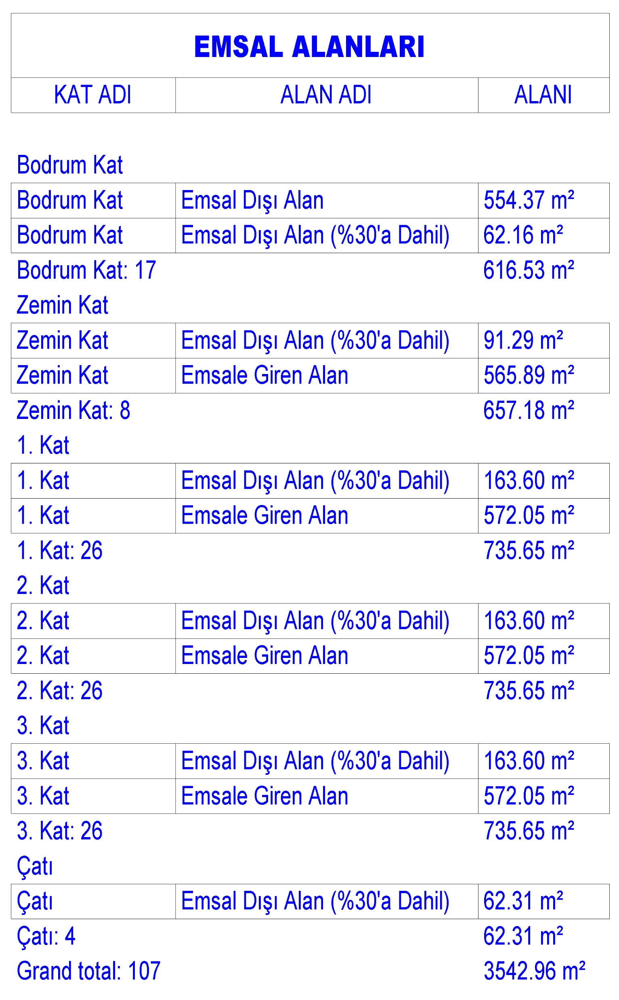 EMSAL ALANLARI
KAT ADI ALAN ADI ALANI
Bodrum Kat
Bodrum Kat Emsal Dışı Alan 554.37 m²
Bodrum Kat Emsal Dışı Alan (%30'a Dahil) 62.16 m²
Bodrum Kat: 17 616.53 m²
Zemin Kat
Zemin Kat Emsal Dışı Alan (%30'a Dahil) 91.29 m²
Zemin Kat Emsale Giren Alan 565.89 m²
Zemin Kat: 8 657.18 m²
1. Kat
1. Kat Emsal Dışı Alan (%30'a Dahil) 163.60 m²
1. Kat Emsale Giren Alan 572.05 m²
1. Kat: 26 735.65 m²
2. Kat
2. Kat Emsal Dışı Alan (%30'a Dahil) 163.60 m²
2. Kat Emsale Giren Alan 572.05 m²
2. Kat: 26 735.65 m²
3. Kat
3. Kat Emsal Dışı Alan (%30'a Dahil) 163.60 m²
3. Kat Emsale Giren Alan 572.05 m²
3. Kat: 26 735.65 m²
Çatı
Çatı Emsal Dışı Alan (%30'a Dahil) 62.31 m²
Çatı: 4 62.31 m²
Grand total: 107 3542.96 m²